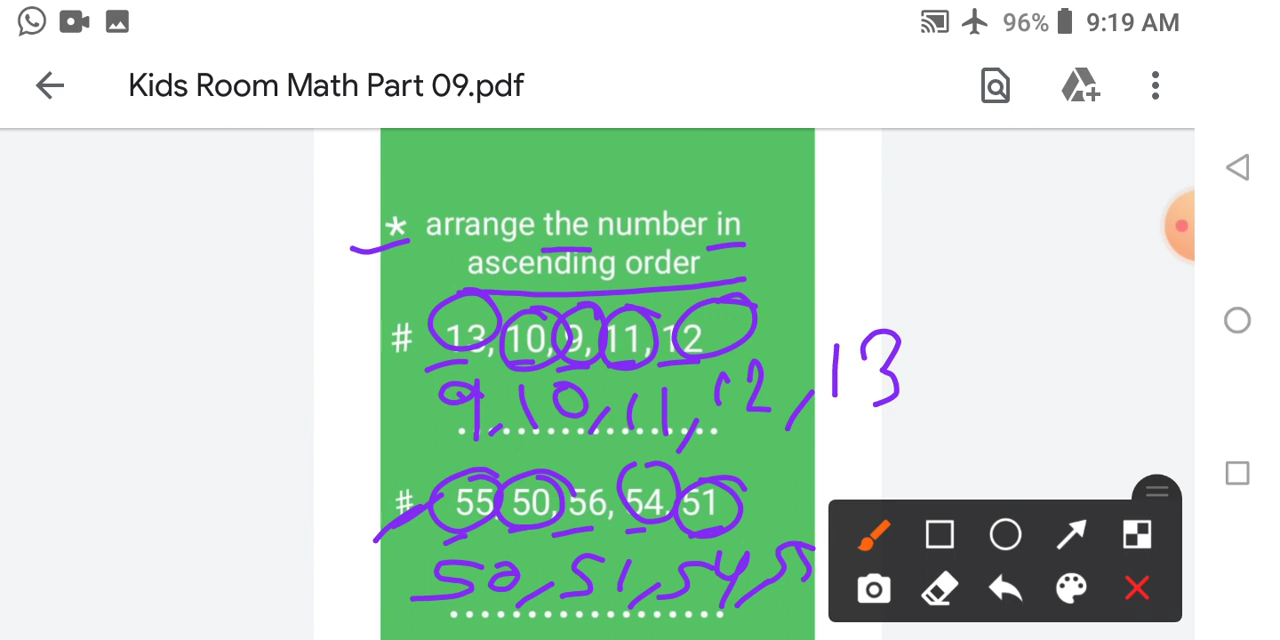 96% 9:19 AM
Kids Room Math Part 09.pdf
* arrange the number in
ascending order
# 13, 10, 9, 11, 12
9, 10, 11, 12, 13
# 55, 50, 56, 54, 51
50, 51, 54, 55